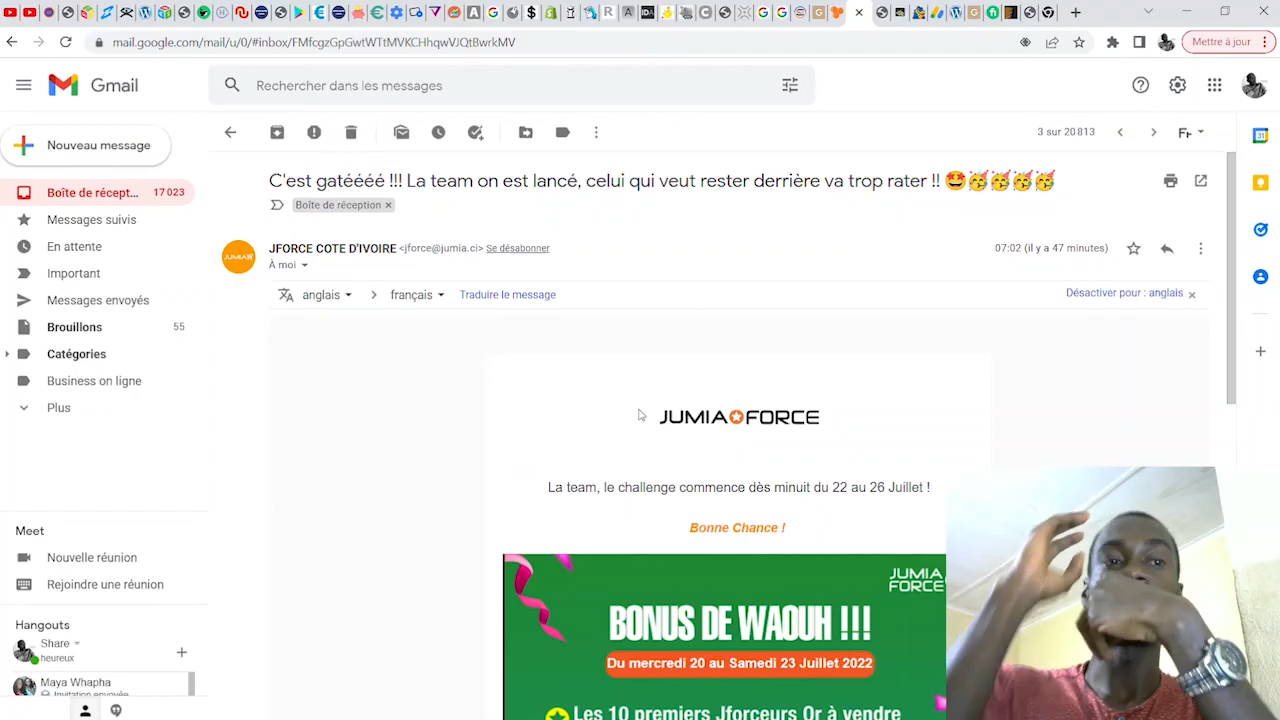 mail.google.com/mail/u/0/#inbox/FMfcgzGpGwtWTtMVKCHhqwVJQtBwrkMV
Mettre à jour
Gmail
Rechercher dans les messages
Nouveau message
3 sur 20 813
Boîte de récept... 17 023
Messages suivis
En attente
Important
Messages envoyés
Brouillons 55
Catégories
Business on ligne
Plus
Meet
Nouvelle réunion
Rejoindre une réunion
Hangouts
Share
heureux
Maya Whapha
Invitation envoyée
C'est gatéééé !!! La team on est lancé, celui qui veut rester derrière va trop rater !! 🤩🥳🥳🥳🥳
Boîte de réception ×
JUMIA
JFORCE COTE D'IVOIRE <jforce@jumia.ci> Se désabonner
07:02 (il y a 47 minutes)
À moi
anglais > français Traduire le message
Désactiver pour : anglais ×
JUMIA FORCE
La team, le challenge commence dès minuit du 22 au 26 Juillet !
Bonne Chance !
JUMIA
FORCE
BONUS DE WAOUH !!!
Du mercredi 20 au Samedi 23 Juillet 2022
Les 10 premiers Jforceurs Or à vendre